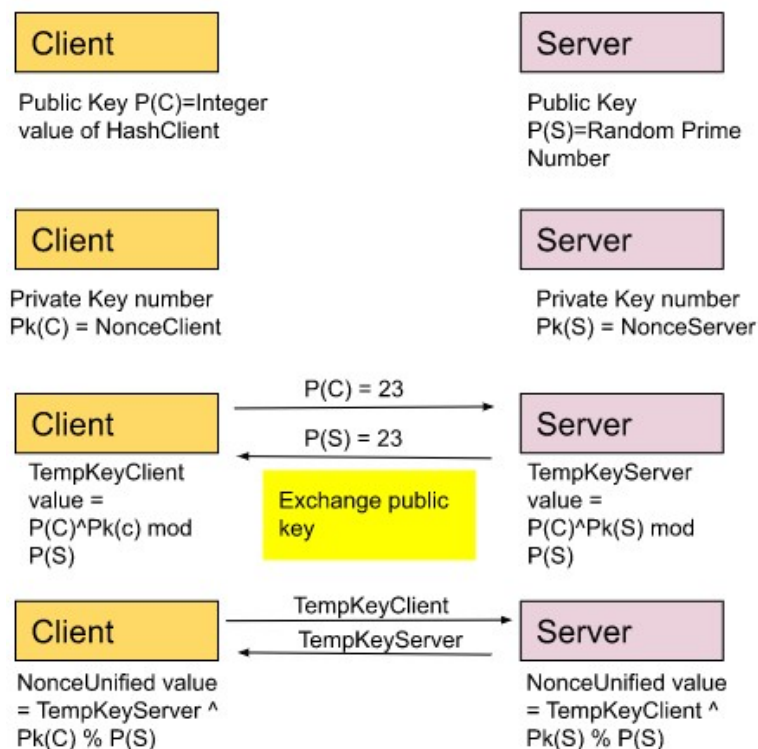 Client
Server
Public Key P(C)=Integer
value of HashClient
Public Key
P(S)=Random Prime
Number
Client
Server
Private Key number
Pk(C) = NonceClient
Private Key number
Pk(S) = NonceServer
P(C) = 23
Client
Server
P(S) = 23
TempKeyClient
value =
P(C)^Pk(c) mod
P(S)
Exchange public
key
TempKeyServer
value =
P(C)^Pk(S) mod
P(S)
TempKeyClient
Client
Server
TempKeyServer
NonceUnified value
= TempKeyServer ^
Pk(C) % P(S)
NonceUnified value
= TempKeyClient ^
Pk(S) % P(S)